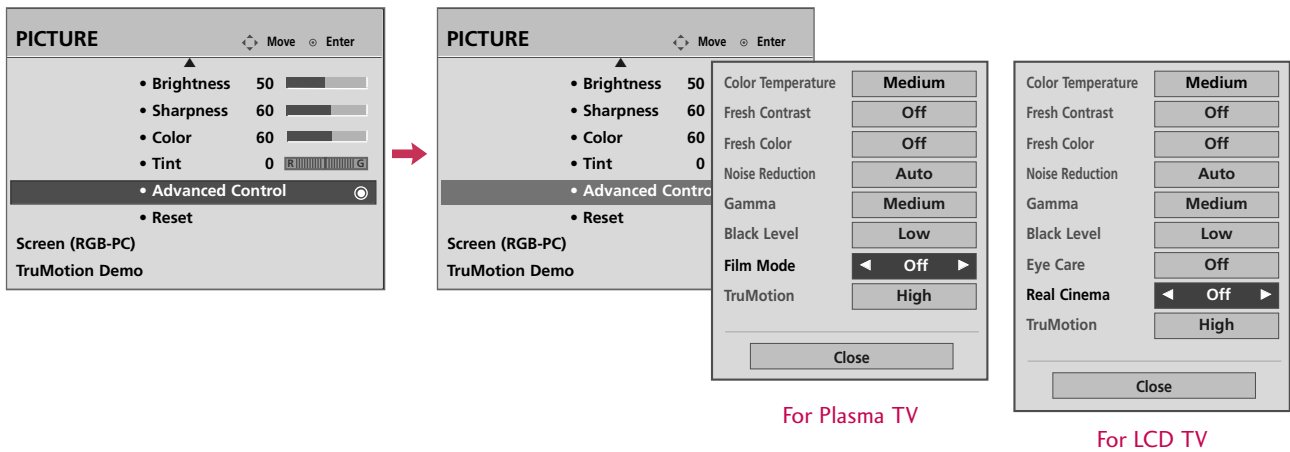 PICTURE
Move Enter
• Brightness 50
• Sharpness 60
• Color 60
• Tint 0 R G
• Advanced Control
• Reset
Screen (RGB-PC)
TruMotion Demo
PICTURE
Move Enter
• Brightness 50
• Sharpness 60
• Color 60
• Tint 0
• Advanced Contro
• Reset
Screen (RGB-PC)
TruMotion Demo
Color Temperature Medium
Fresh Contrast Off
Fresh Color Off
Noise Reduction Auto
Gamma Medium
Black Level Low
Film Mode ◄ Off ►
TruMotion High
Close
For Plasma TV
Color Temperature Medium
Fresh Contrast Off
Fresh Color Off
Noise Reduction Auto
Gamma Medium
Black Level Low
Eye Care Off
Real Cinema ◄ Off ►
TruMotion High
Close
For LCD TV